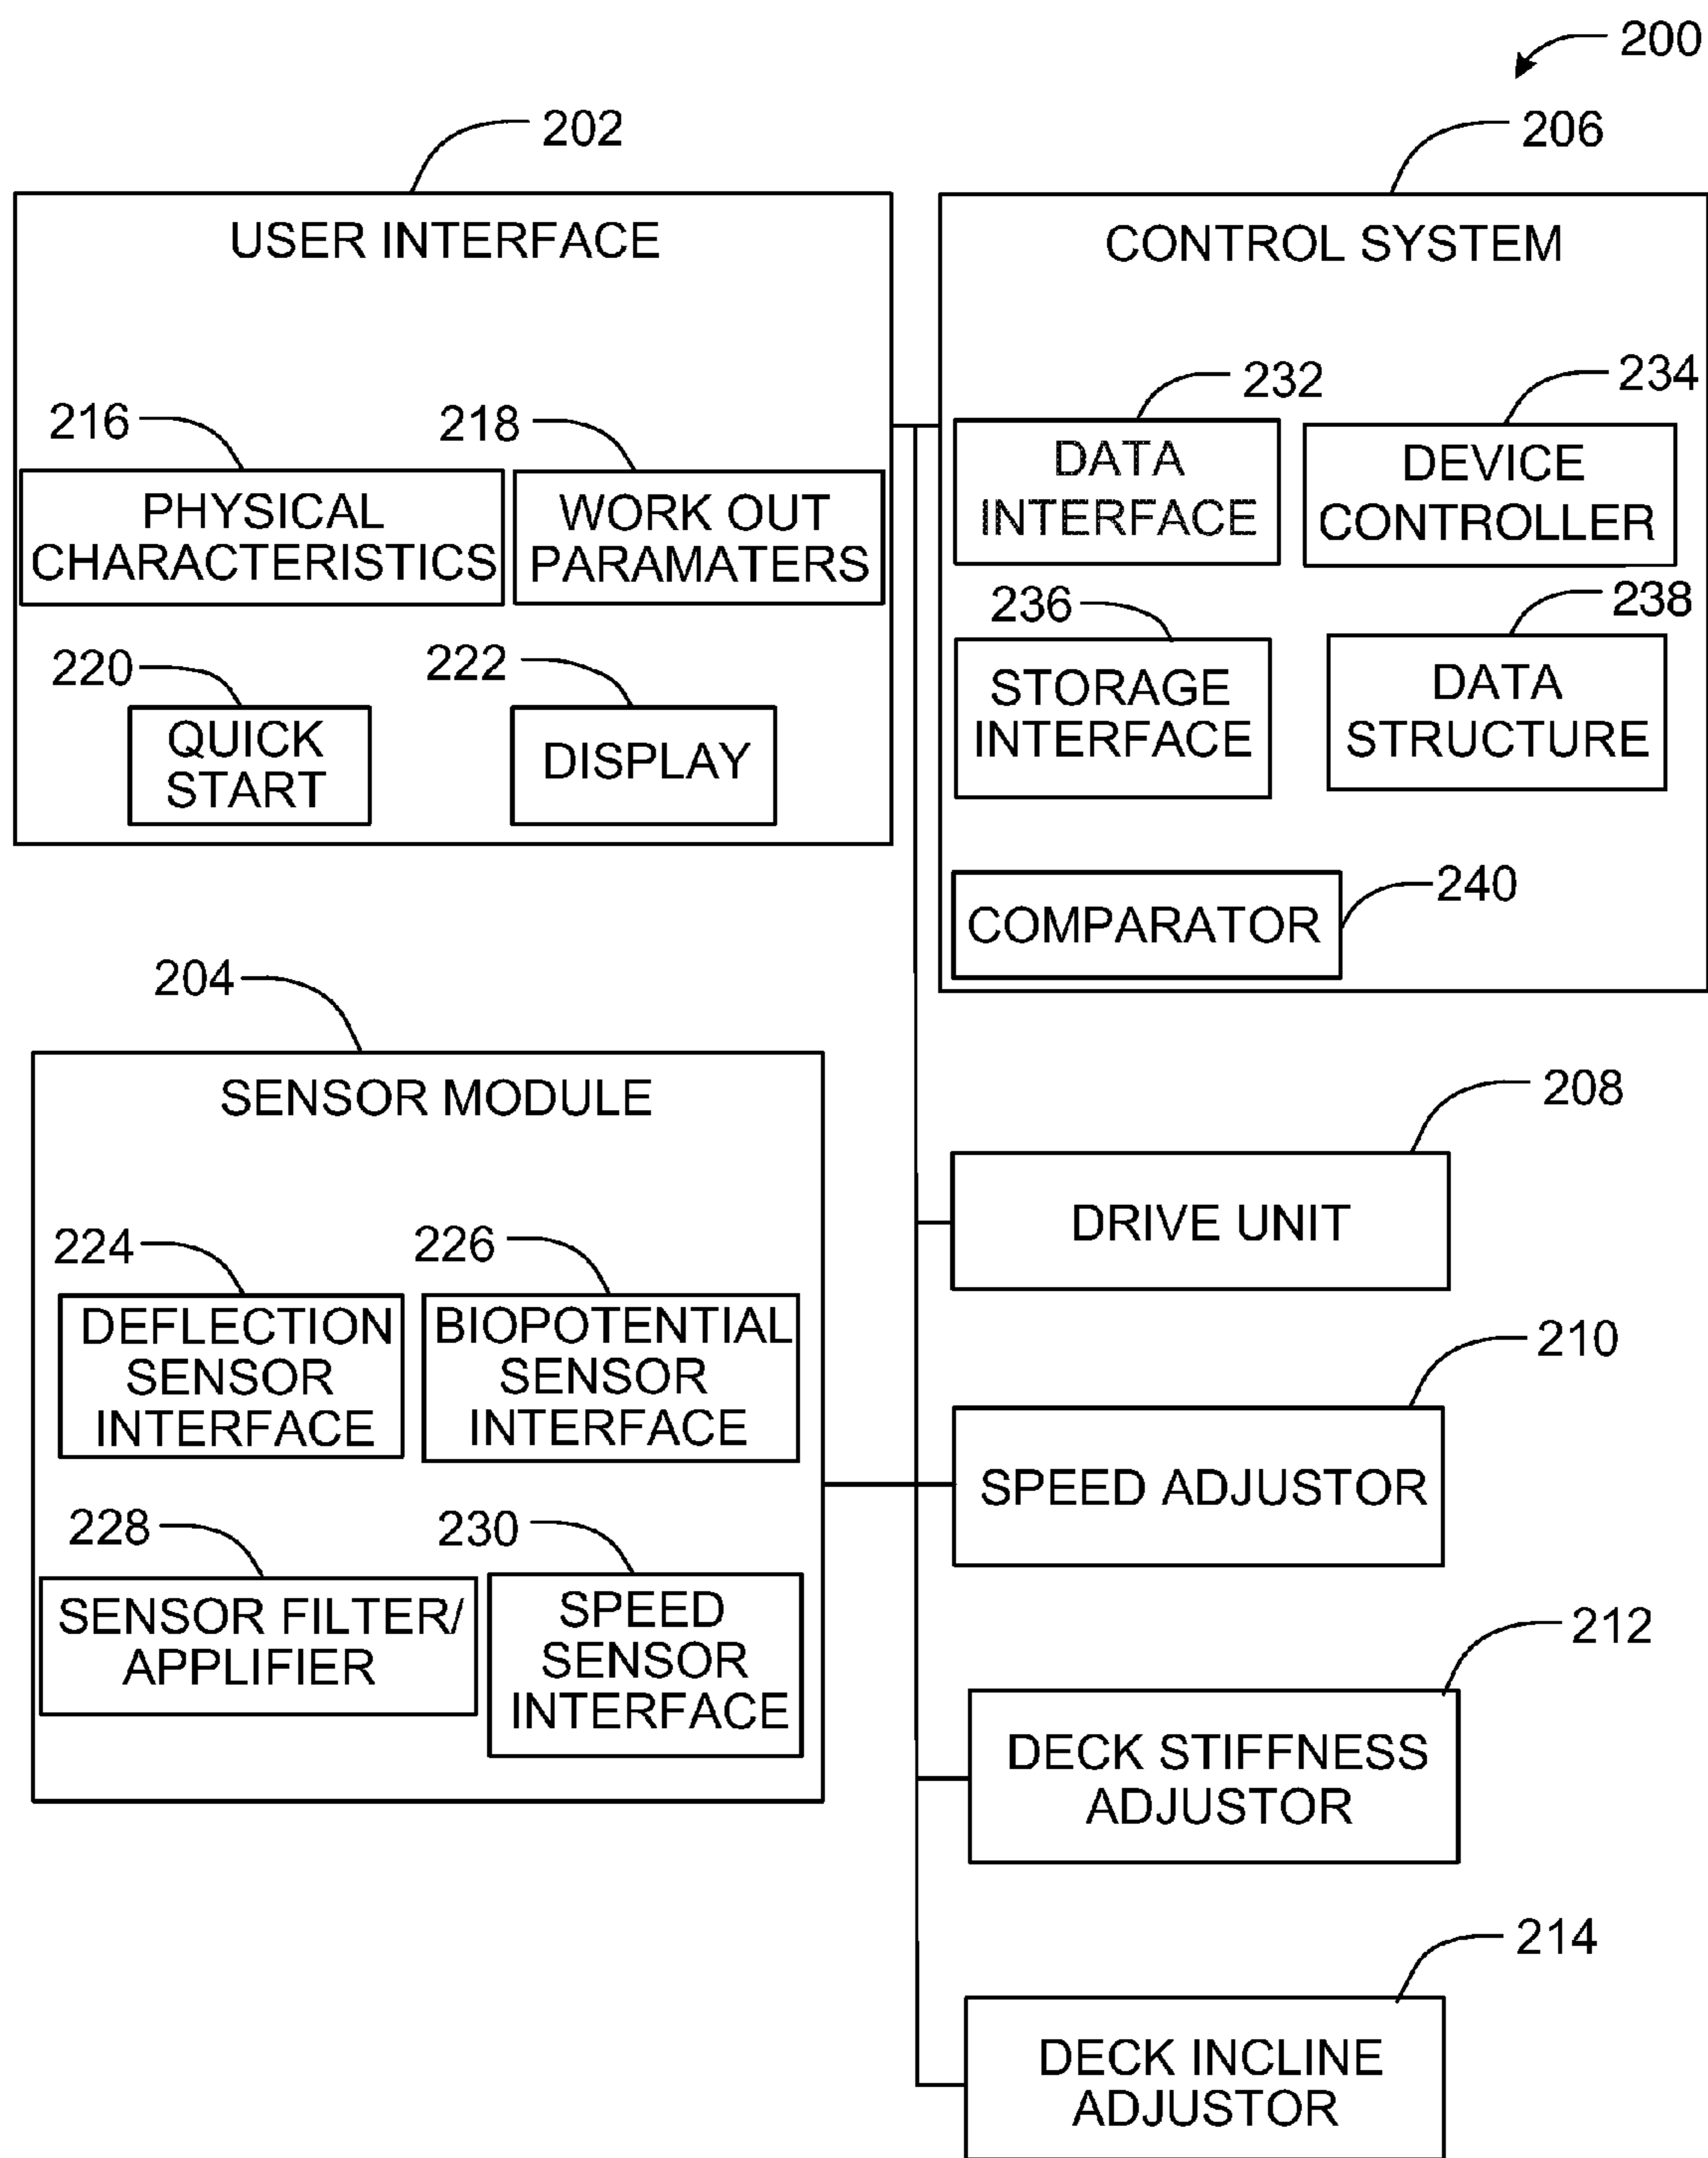 200
202
206
USER INTERFACE
CONTROL SYSTEM
216
218
232
234
PHYSICAL
CHARACTERISTICS
WORK OUT
PARAMATERS
DATA
INTERFACE
DEVICE
CONTROLLER
220
222
236
238
QUICK
START
DISPLAY
STORAGE
INTERFACE
DATA
STRUCTURE
240
COMPARATOR
204
SENSOR MODULE
208
DRIVE UNIT
224
226
DEFLECTION
SENSOR
INTERFACE
BIOPOTENTIAL
SENSOR
INTERFACE
210
SPEED ADJUSTOR
228
230
SENSOR FILTER/
APPLIFIER
SPEED
SENSOR
INTERFACE
212
DECK STIFFNESS
ADJUSTOR
214
DECK INCLINE
ADJUSTOR